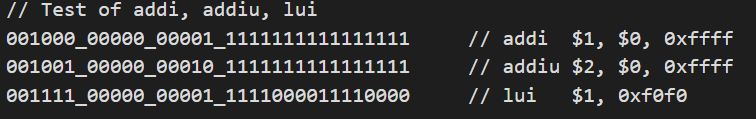 // Test of addi, addiu, lui
001000_00000_00001_1111111111111111 // addi $1, $0, 0xffff
001001_00000_00010_1111111111111111 // addiu $2, $0, 0xffff
001111_00000_00001_1111000011110000 // lui $1, 0xf0f0